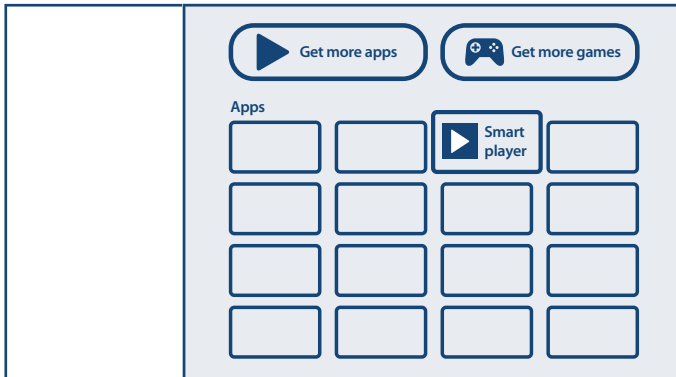 Get more apps
Get more games
Apps
Smart
player